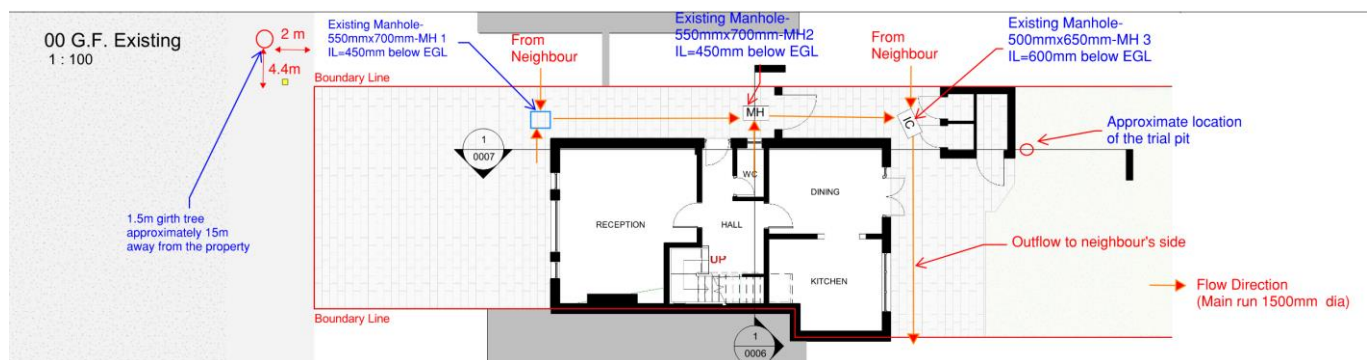 00 G.F. Existing
1 : 100
2 m
4.4m
Existing Manhole-
550mmx700mm-MH 1
IL=450mm below EGL
From
Neighbour
Existing Manhole-
550mmx700mm-MH2
IL=450mm below EGL
From
Neighbour
Existing Manhole-
500mmx650mm-MH 3
IL=600mm below EGL
Boundary Line
MH
IC
Approximate location
of the trial pit
1
0007
WC
DINING
1.5m girth tree
approximately 15m
away from the property
RECEPTION
HALL
Outflow to neighbour's side
UP
KITCHEN
Flow Direction
(Main run 1500mm dia)
Boundary Line
1
0006